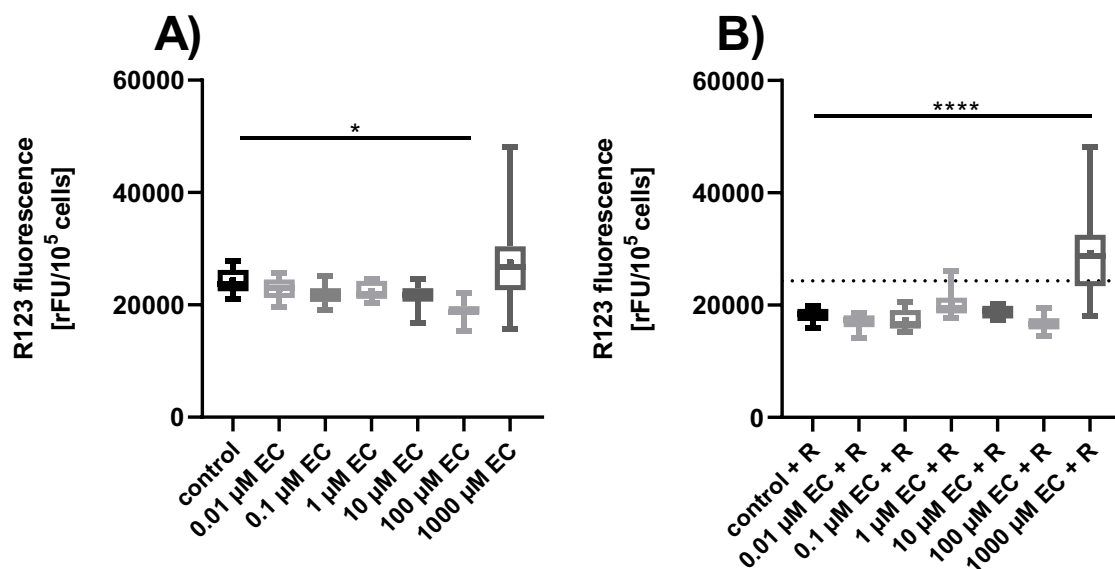 A)
R123 fluorescence
[rFU/10⁵ cells]
60000
40000
20000
0
*
control
0.01 µM EC
0.1 µM EC
1 µM EC
10 µM EC
100 µM EC
1000 µM EC
B)
R123 fluorescence
[rFU/10⁵ cells]
60000
40000
20000
0
****
control + R
0.01 µM EC + R
0.1 µM EC + R
1 µM EC + R
10 µM EC + R
100 µM EC + R
1000 µM EC + R